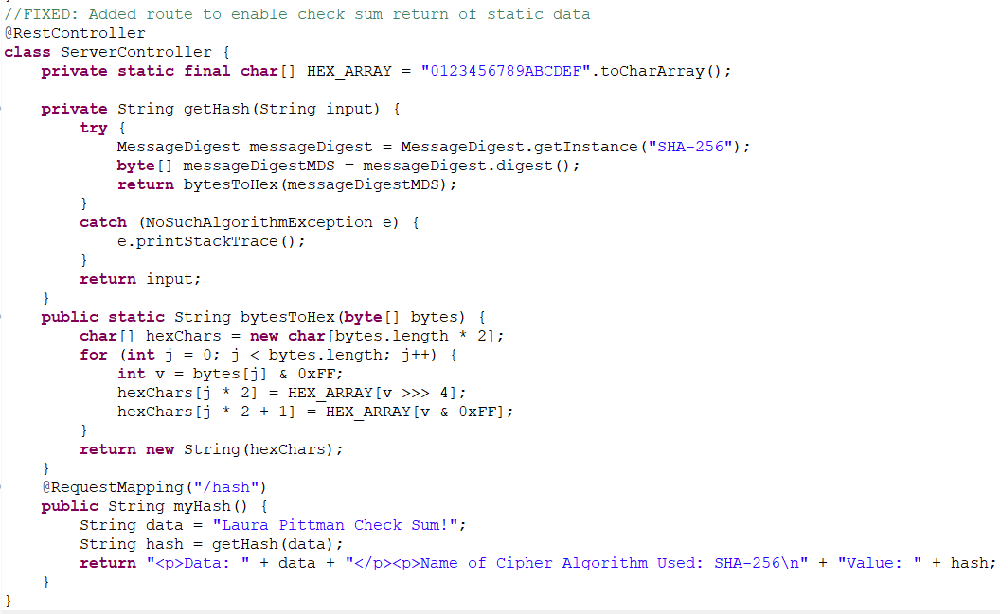 //FIXED: Added route to enable check sum return of static data
@RestController
class ServerController {
    private static final char[] HEX_ARRAY = "0123456789ABCDEF".toCharArray();

    private String getHash(String input) {
        try {
            MessageDigest messageDigest = MessageDigest.getInstance("SHA-256");
            byte[] messageDigestMDS = messageDigest.digest();
            return bytesToHex(messageDigestMDS);
        }
        catch (NoSuchAlgorithmException e) {
            e.printStackTrace();
        }
        return input;
    }
    public static String bytesToHex(byte[] bytes) {
        char[] hexChars = new char[bytes.length * 2];
        for (int j = 0; j < bytes.length; j++) {
            int v = bytes[j] & 0xFF;
            hexChars[j * 2] = HEX_ARRAY[v >>> 4];
            hexChars[j * 2 + 1] = HEX_ARRAY[v & 0xFF];
        }
        return new String(hexChars);
    }
    @RequestMapping("/hash")
    public String myHash() {
        String data = "Laura Pittman Check Sum!";
        String hash = getHash(data);
        return "<p>Data: " + data + "</p><p>Name of Cipher Algorithm Used: SHA-256\n" + "Value: " + hash;
    }
}